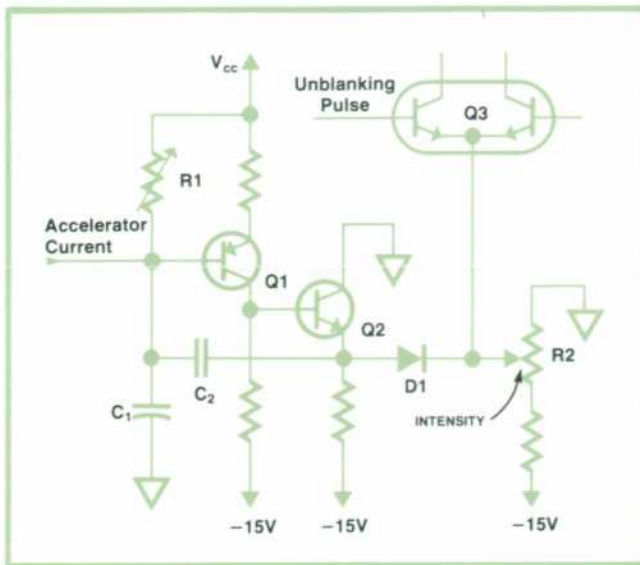 Vcc
Unblanking
Pulse
Q3
R1
Accelerator
Current
Q1
Q2
R2
C2
D1
C1
INTENSITY
−15V
−15V
−15V